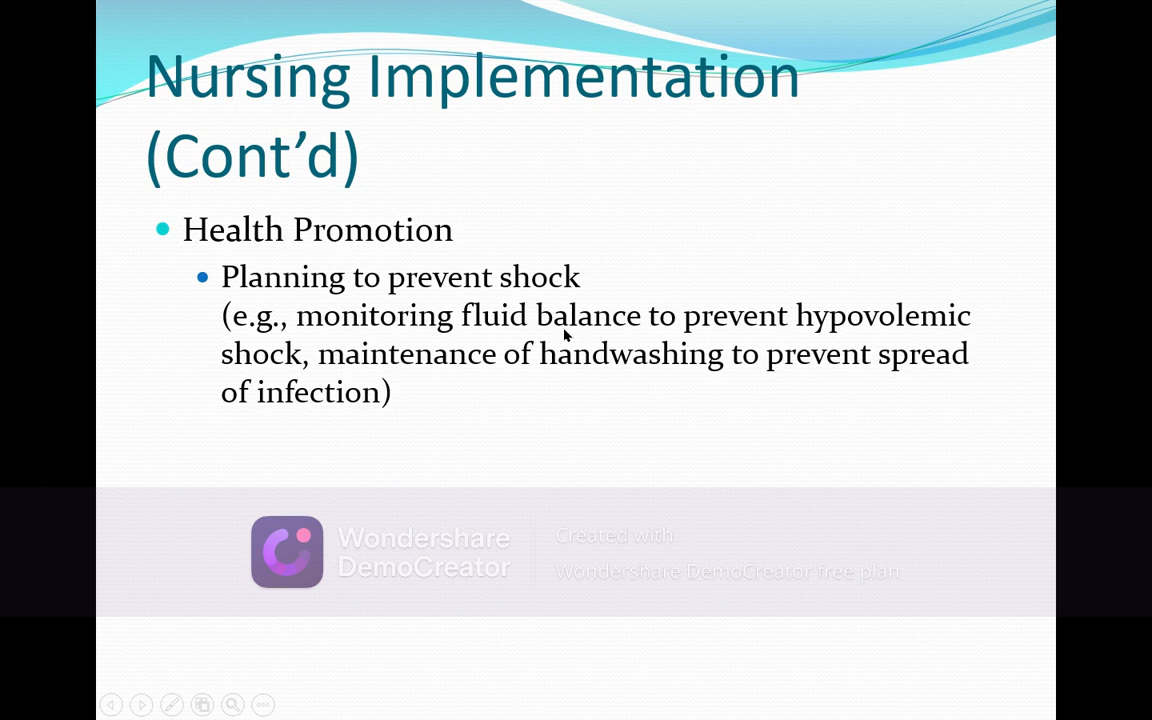 Nursing Implementation
(Cont’d)
Health Promotion
Planning to prevent shock
(e.g., monitoring fluid balance to prevent hypovolemic
shock, maintenance of handwashing to prevent spread
of infection)
Wondershare
DemoCreator
Created with
Wondershare DemoCreator free plan